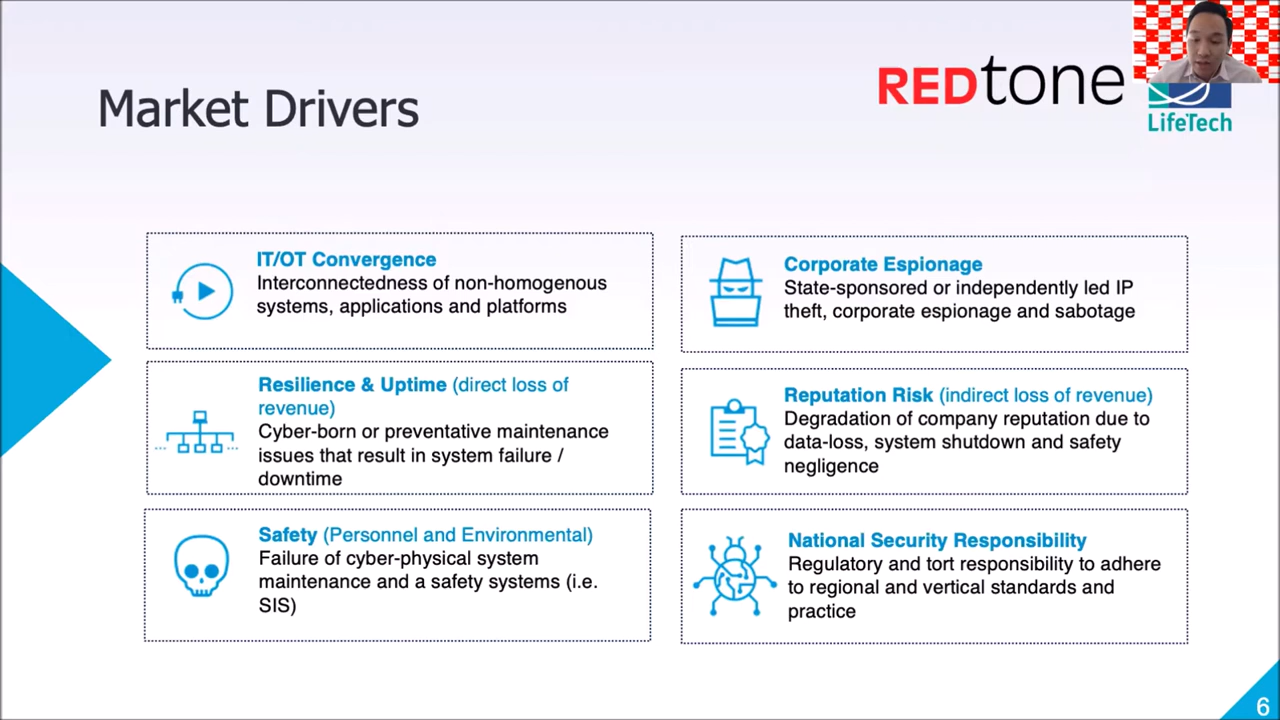 Market Drivers
REDtone
LifeTech
IT/OT Convergence
Interconnectedness of non-homogenous
systems, applications and platforms
Corporate Espionage
State-sponsored or independently led IP
theft, corporate espionage and sabotage
Resilience & Uptime (direct loss of
revenue)
Cyber-born or preventative maintenance
issues that result in system failure /
downtime
Reputation Risk (indirect loss of revenue)
Degradation of company reputation due to
data-loss, system shutdown and safety
negligence
Safety (Personnel and Environmental)
Failure of cyber-physical system
maintenance and a safety systems (i.e.
SIS)
National Security Responsibility
Regulatory and tort responsibility to adhere
to regional and vertical standards and
practice
6